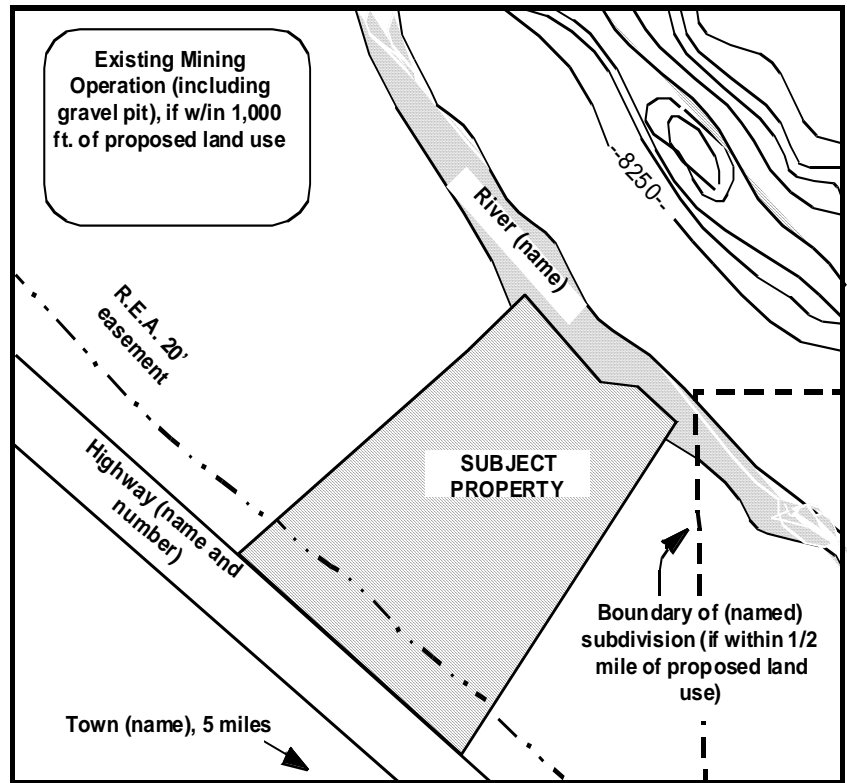 Existing Mining
Operation (including
gravel pit), if w/in 1,000
ft. of proposed land use
--8250--
River (name)
R.E.A. 20'
easement
Highway (name and
number)
SUBJECT
PROPERTY
Boundary of (named)
subdivision (if within 1/2
mile of proposed land
use)
Town (name), 5 miles